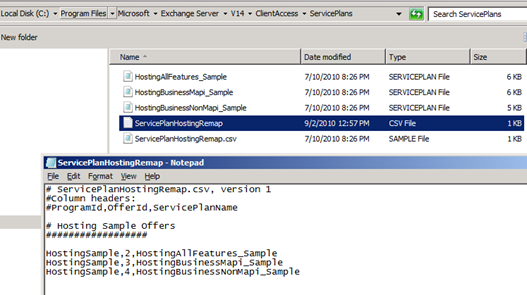 Local Disk (C:) Program Files Microsoft Exchange Server V14 ClientAccess ServicePlans Search ServicePlans
New folder
Name Date modified Type Size
HostingAllFeatures_Sample 7/10/2010 8:26 PM SERVICEPLAN File 6 KB
HostingBusinessMapi_Sample 7/10/2010 8:26 PM SERVICEPLAN File 6 KB
HostingBusinessNonMapi_Sample 7/10/2010 8:26 PM SERVICEPLAN File 5 KB
ServicePlanHostingRemap 9/2/2010 12:57 PM CSV File 1 KB
ServicePlanHostingRemap.csv 7/10/2010 8:26 PM SAMPLE File 1 KB
ServicePlanHostingRemap - Notepad
File Edit Format View Help
# ServicePlanHostingRemap.csv, version 1
#Column headers:
#ProgramId,OfferId,ServicePlanName
# Hosting Sample Offers
##################
HostingSample,2,HostingAllFeatures_Sample
HostingSample,3,HostingBusinessMapi_Sample
HostingSample,4,HostingBusinessNonMapi_Sample